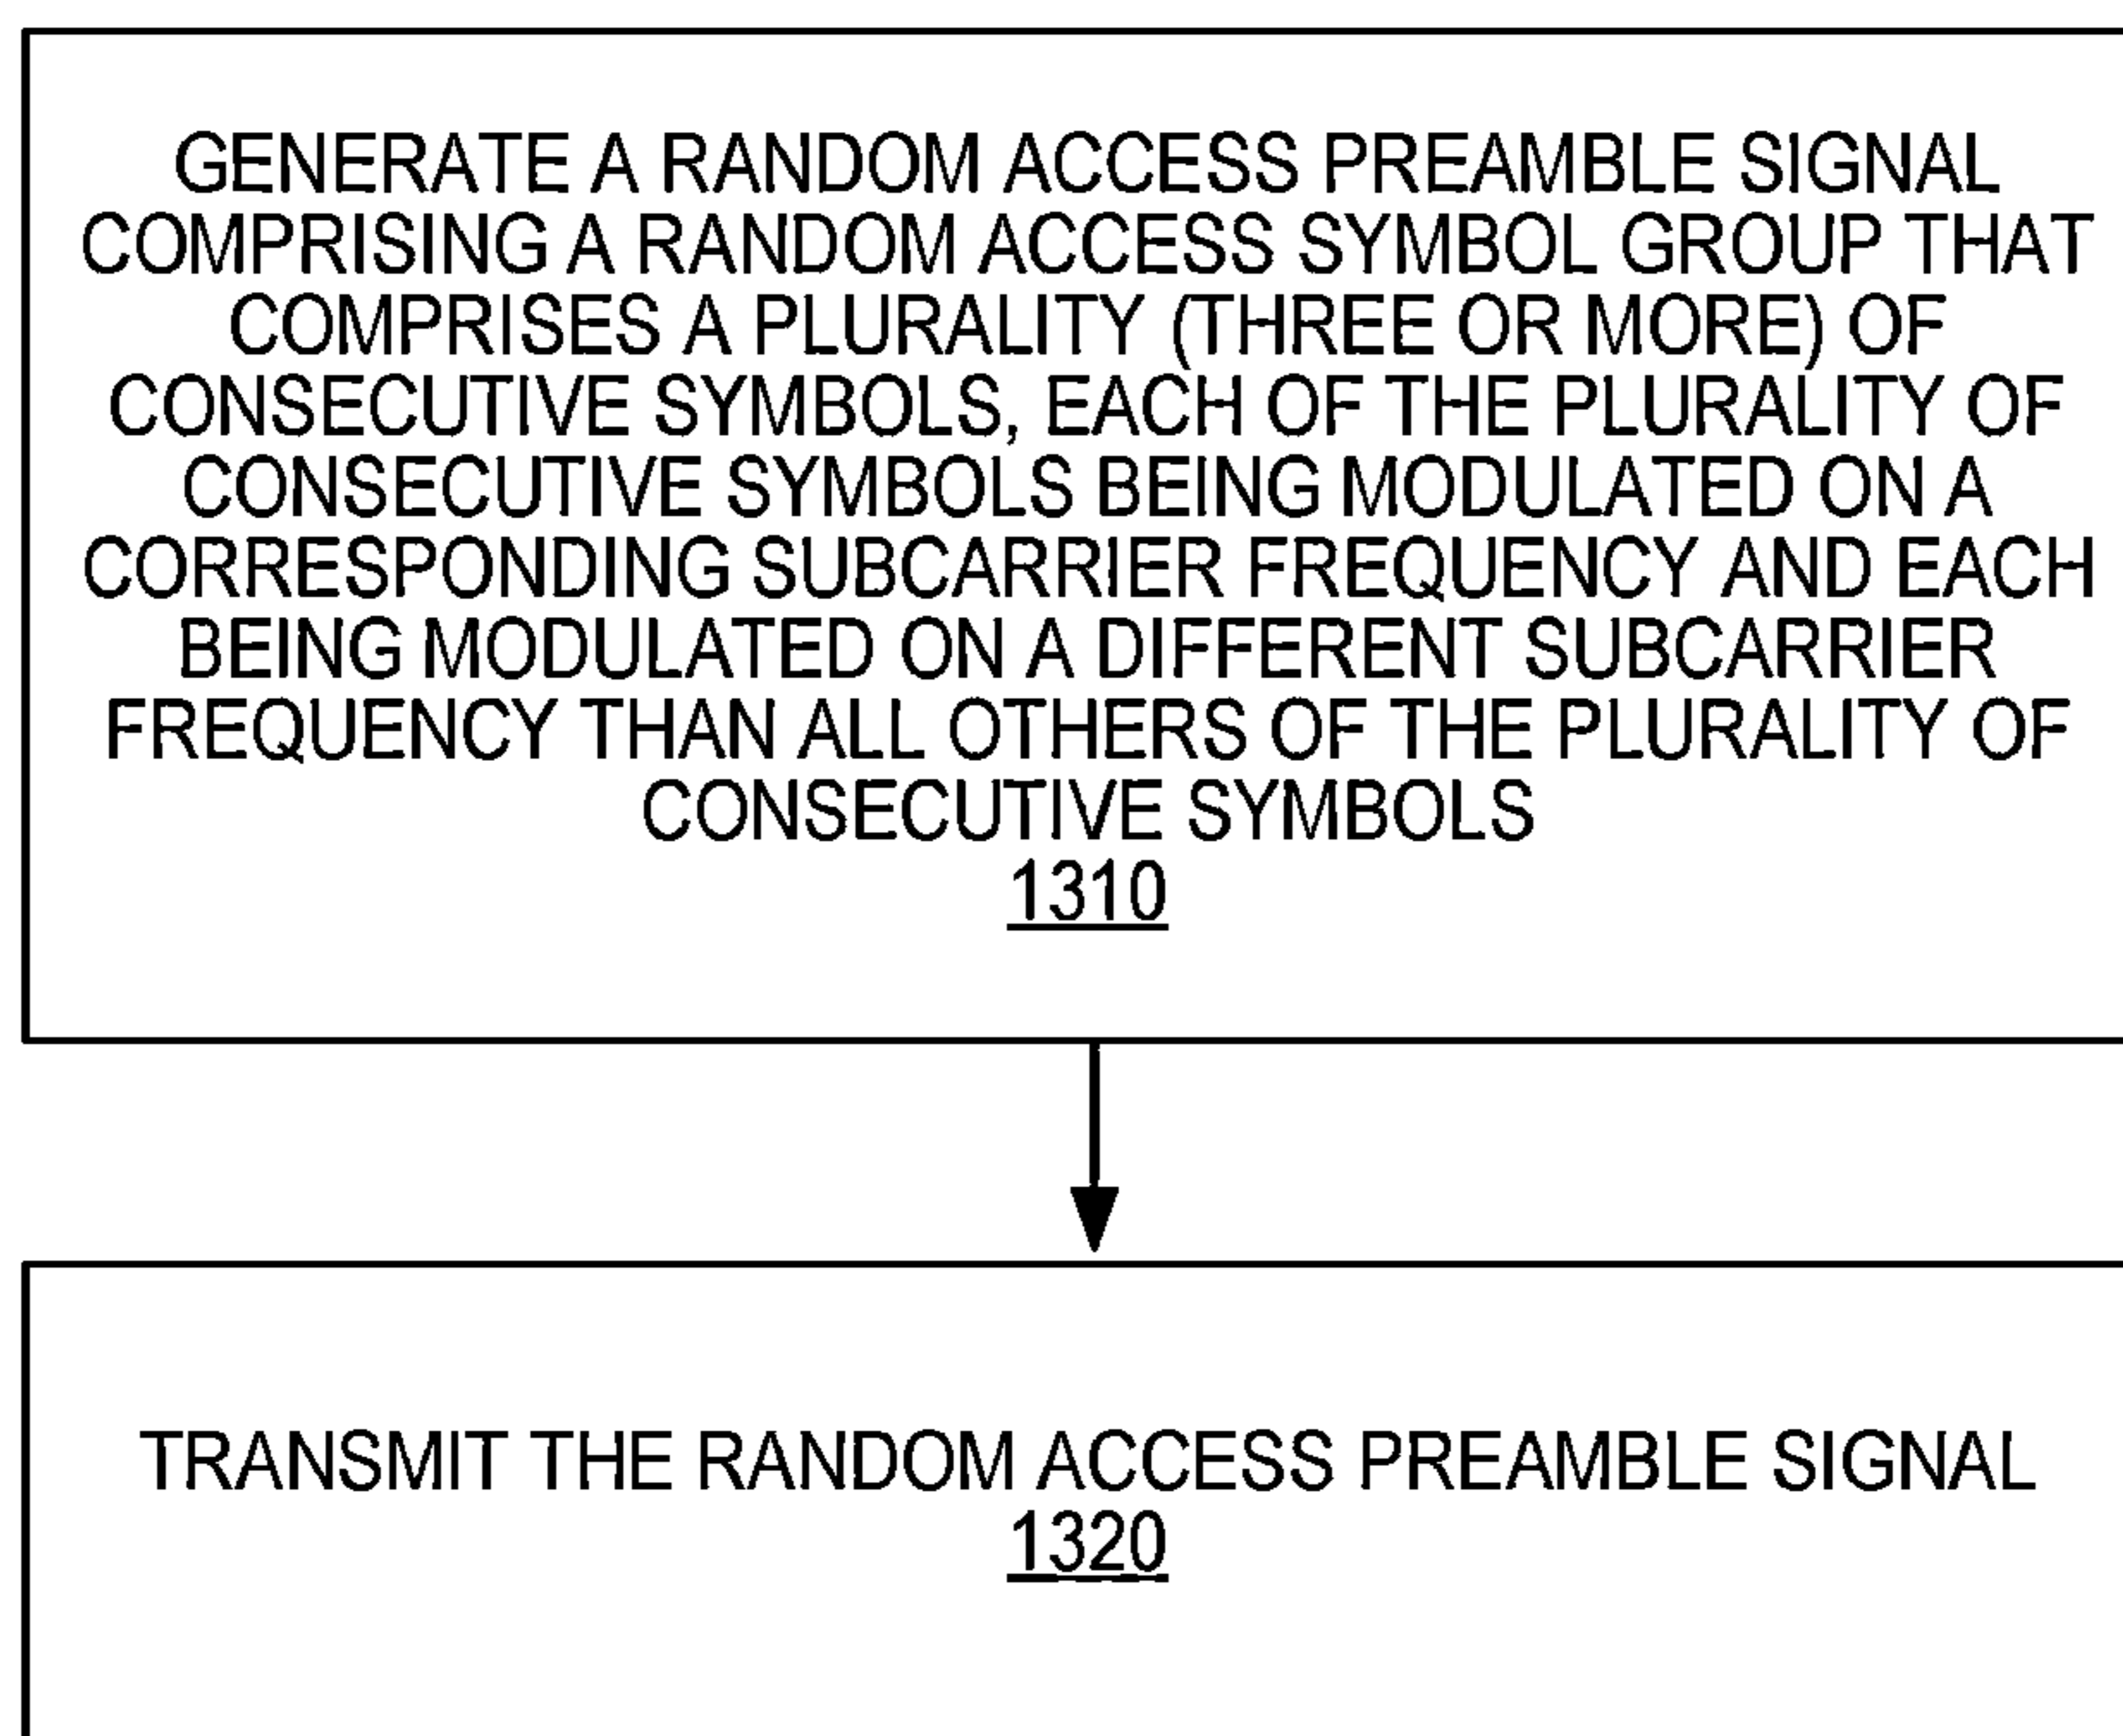 GENERATE A RANDOM ACCESS PREAMBLE SIGNAL
COMPRISING A RANDOM ACCESS SYMBOL GROUP THAT
COMPRISES A PLURALITY (THREE OR MORE) OF
CONSECUTIVE SYMBOLS, EACH OF THE PLURALITY OF
CONSECUTIVE SYMBOLS BEING MODULATED ON A
CORRESPONDING SUBCARRIER FREQUENCY AND EACH
BEING MODULATED ON A DIFFERENT SUBCARRIER
FREQUENCY THAN ALL OTHERS OF THE PLURALITY OF
CONSECUTIVE SYMBOLS
1310
TRANSMIT THE RANDOM ACCESS PREAMBLE SIGNAL
1320